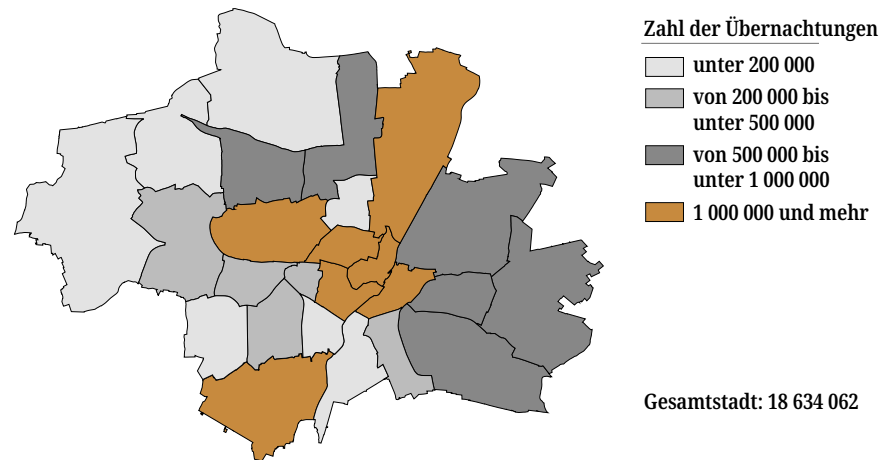 Zahl der Übernachtungen
unter 200 000
von 200 000 bis
unter 500 000
von 500 000 bis
unter 1 000 000
1 000 000 und mehr
Gesamtstadt: 18 634 062